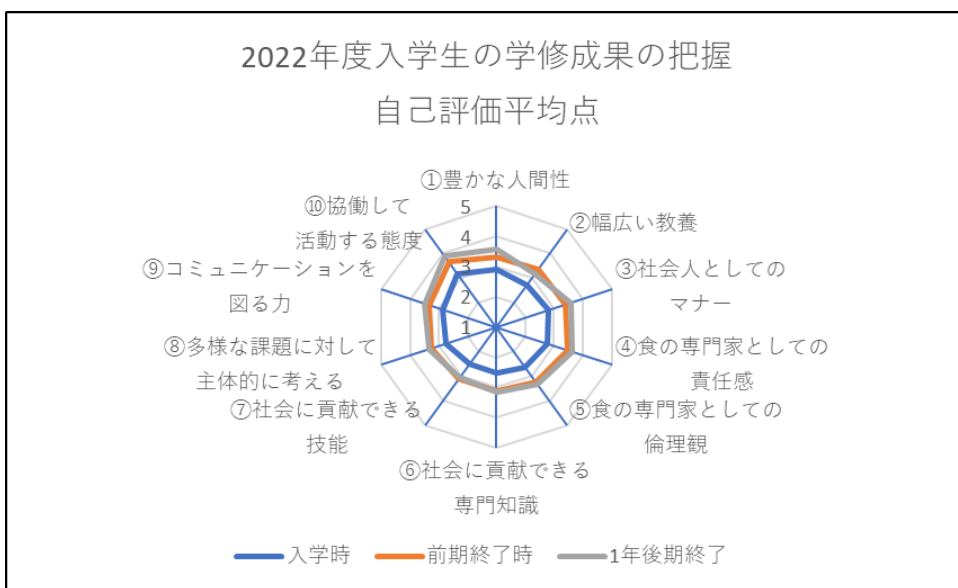 2022年度入学生の学修成果の把握
自己評価平均点
①豊かな人間性
②幅広い教養
③社会人としての
マナー
④食の専門家としての
責任感
⑤食の専門家としての
倫理観
⑥社会に貢献できる
専門知識
⑦社会に貢献できる
技能
⑧多様な課題に対して
主体的に考える
⑨コミュニケーションを
図る力
⑩協働して
活動する態度
5
4
3
2
1
入学時
前期終了時
1年後期終了